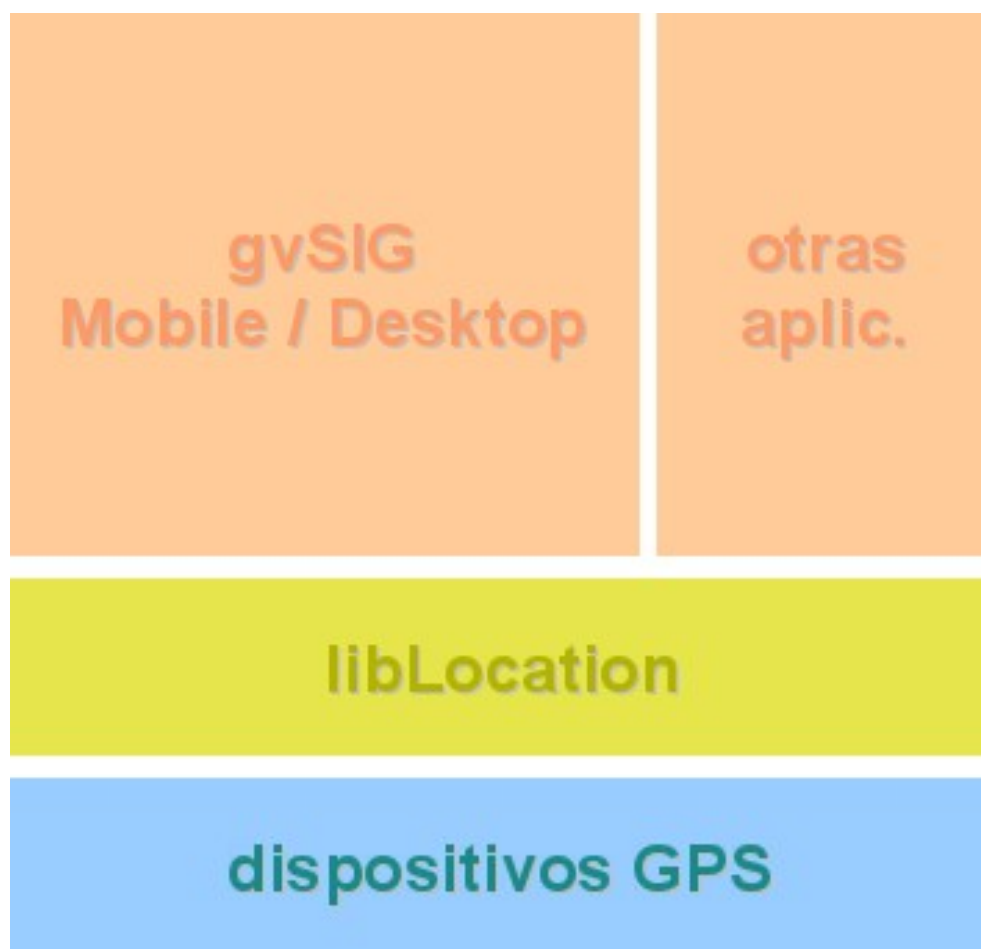 gvSIG
Mobile / Desktop
otras
aplic.
libLocation
dispositivos GPS